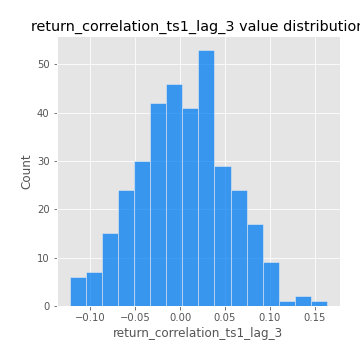 return_correlation_ts1_lag_3 value distribution
50
40
30
20
10
0
Count
−0.10 −0.05 0.00 0.05 0.10 0.15
return_correlation_ts1_lag_3